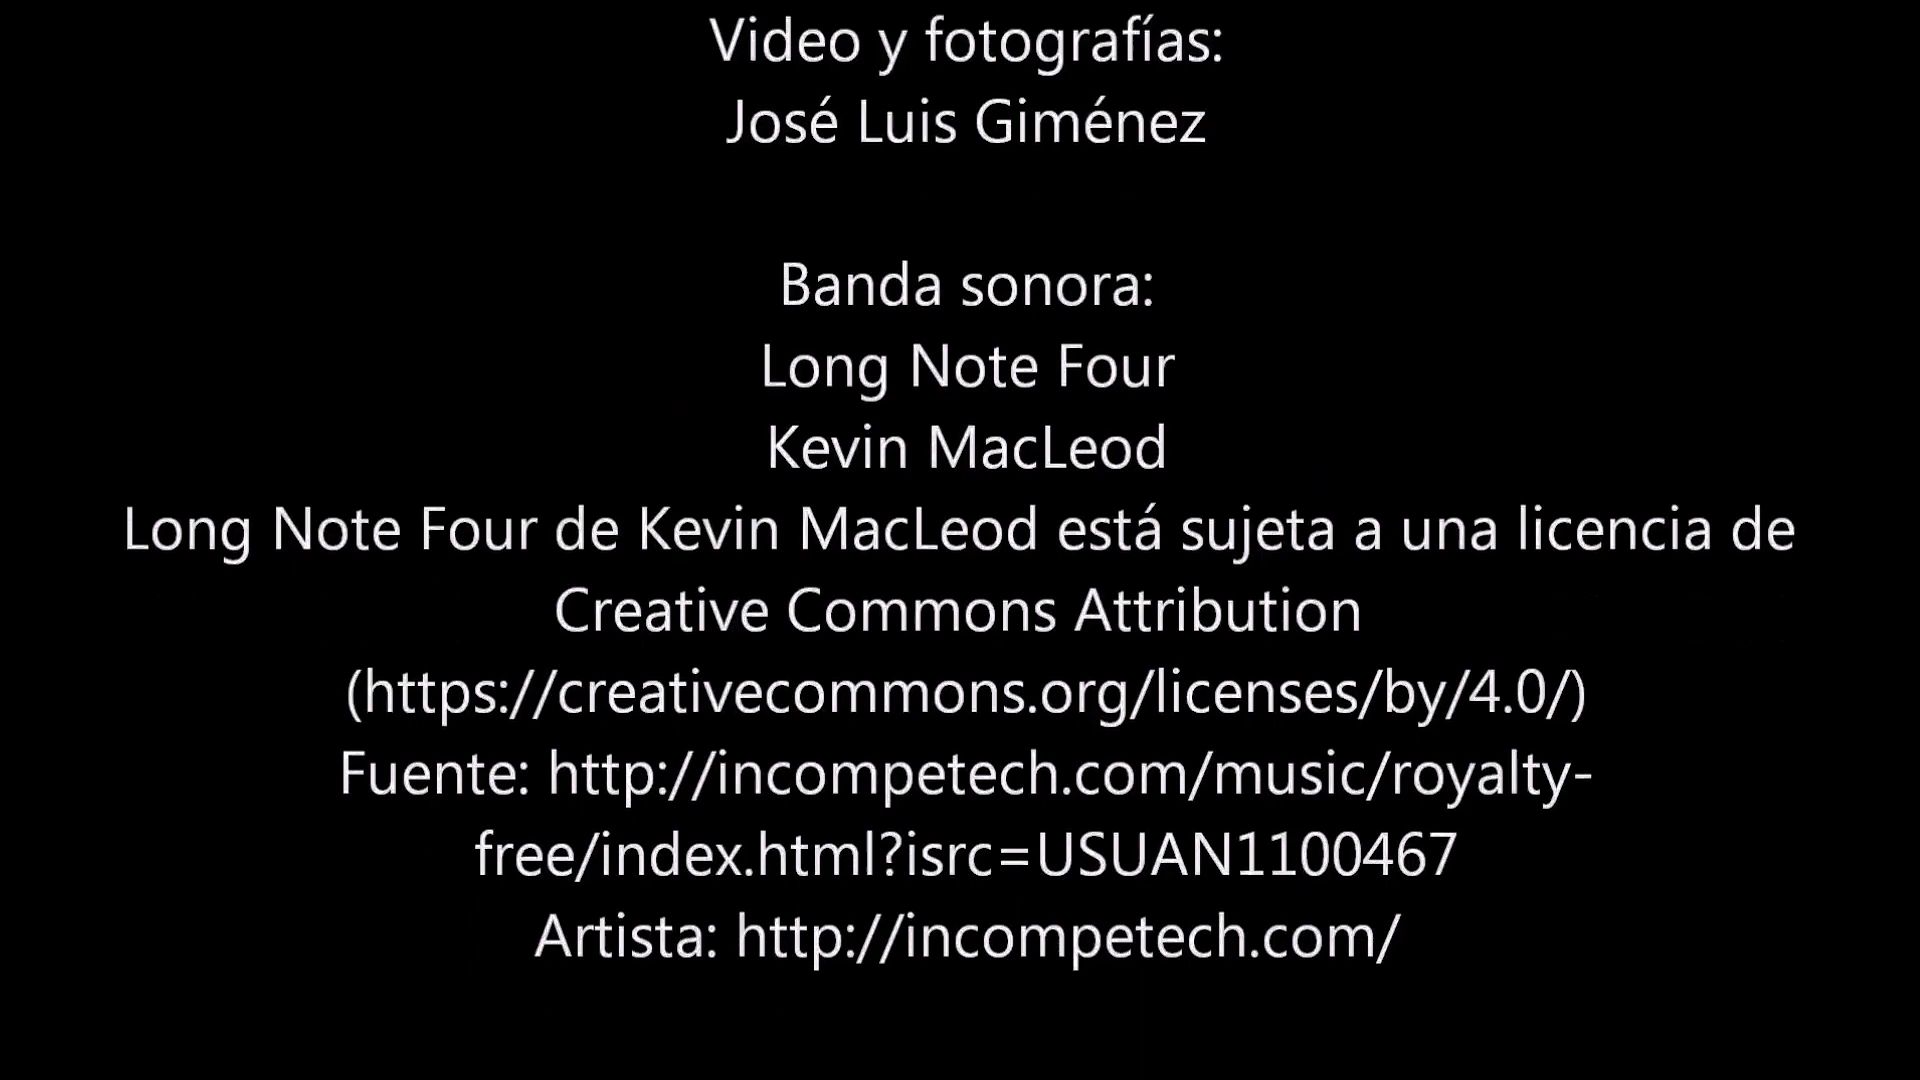 Video y fotografías:
José Luis Giménez
Banda sonora:
Long Note Four
Kevin MacLeod
Long Note Four de Kevin MacLeod está sujeta a una licencia de
Creative Commons Attribution
(https://creativecommons.org/licenses/by/4.0/)
Fuente: http://incompetech.com/music/royalty-
free/index.html?isrc=USUAN1100467
Artista: http://incompetech.com/